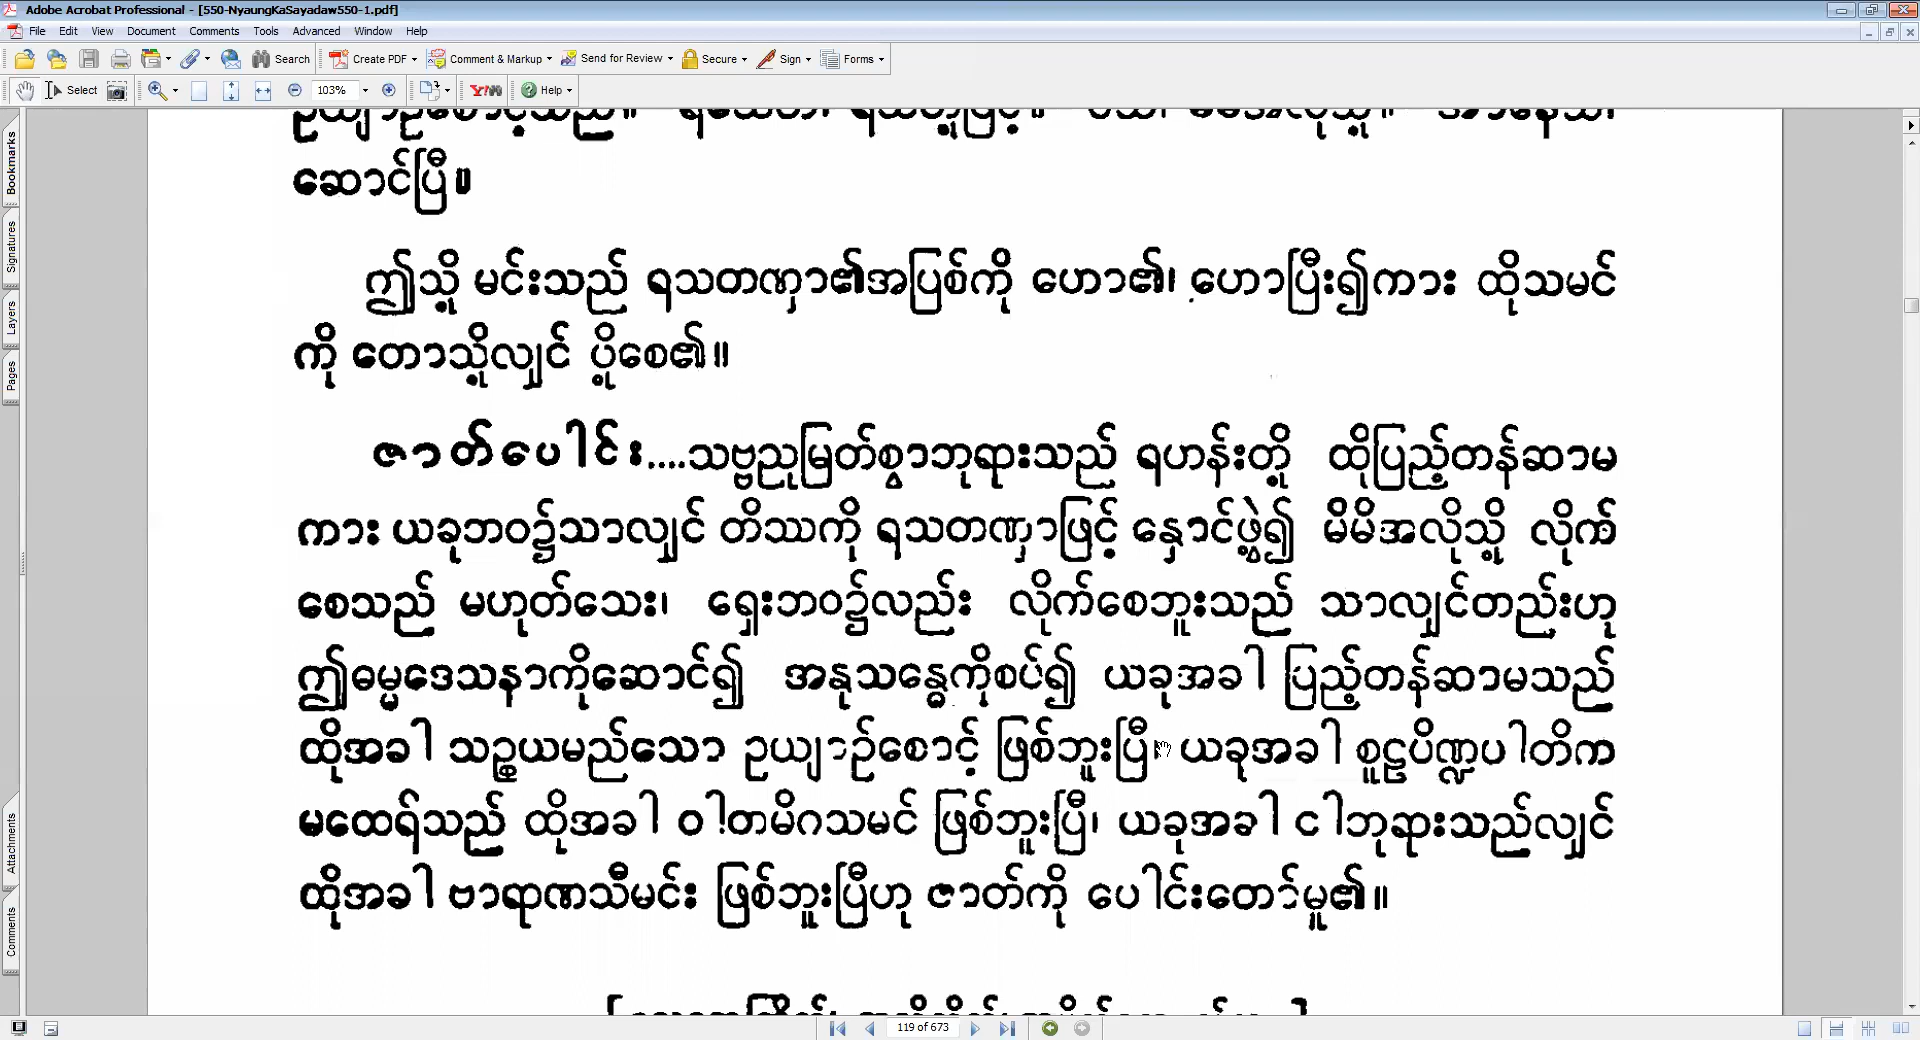 Adobe Acrobat Professional - [550-NyaungKaSayadaw550-1.pdf]
File Edit View Document Comments Tools Advanced Window Help
Search Create PDF Comment & Markup Send for Review Secure Sign Forms
Select 103% Y! Help
Bookmarks
Signatures
Layers
Pages
Attachments
Comments
ဆောင်ပြီ။
ဤသို့ မင်းသည် ရသတဏှာ၏အပြစ်ကို ဟော၏၊ ဟောပြီး၍ကား ထိုသမင်
ကို တောသို့လျှင် ပို့စေ၏။
ဇာတ်ပေါင်း....သဗ္ဗညုမြတ်စွာဘုရားသည် ရဟန်းတို့ ထိုပြည့်တန်ဆာမ
ကား ယခုဘဝ၌သာလျှင် တိဿကို ရသတဏှာဖြင့် နှောင်ဖွဲ့၍ မိမိအလိုသို့ လိုက်
စေသည် မဟုတ်သေး၊ ရှေးဘဝ၌လည်း လိုက်စေဘူးသည် သာလျှင်တည်းဟု
ဤဓမ္မဒေသနာကိုဆောင်၍ အနုသန္ဓေကိုစပ်၍ ယခုအခါ ပြည့်တန်ဆာမသည်
ထိုအခါ သဉ္စယမည်သော ဥယျာဉ်စောင့် ဖြစ်ဘူးပြီ၊ ယခုအခါ စူဠပိဏ္ဍပါတိက
မထေရ်သည် ထိုအခါ ဝါတမိဂသမင် ဖြစ်ဘူးပြီ၊ ယခုအခါ ငါဘုရားသည်လျှင်
ထိုအခါ ဗာရာဏသီမင်း ဖြစ်ဘူးပြီဟု ဇာတ်ကို ပေါင်းတော်မူ၏။
119 of 673